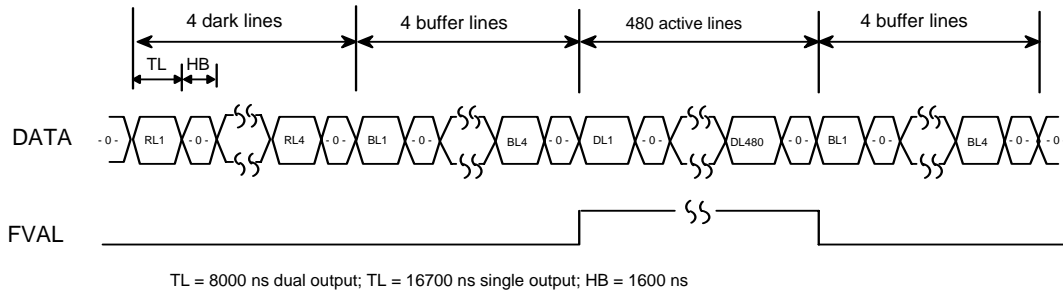 4 dark lines 4 buffer lines 480 active lines 4 buffer lines
TL HB
DATA - 0 - RL1 - 0 - RL4 - 0 - BL1 - 0 - BL4 - 0 - DL1 - 0 - DL480 - 0 - BL1 - 0 - BL4 - 0 - - 0
FVAL
TL = 8000 ns dual output; TL = 16700 ns single output; HB = 1600 ns